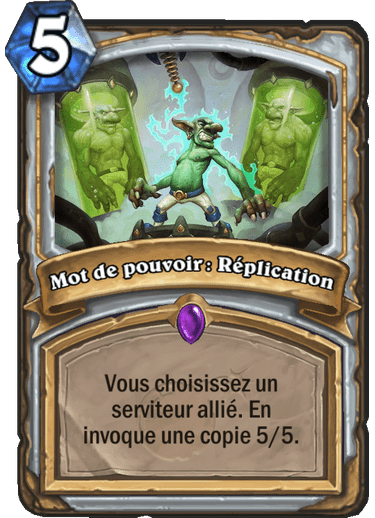 5
Mot de pouvoir : Réplication
Vous choisissez un
serviteur allié. En
invoque une copie 5/5.